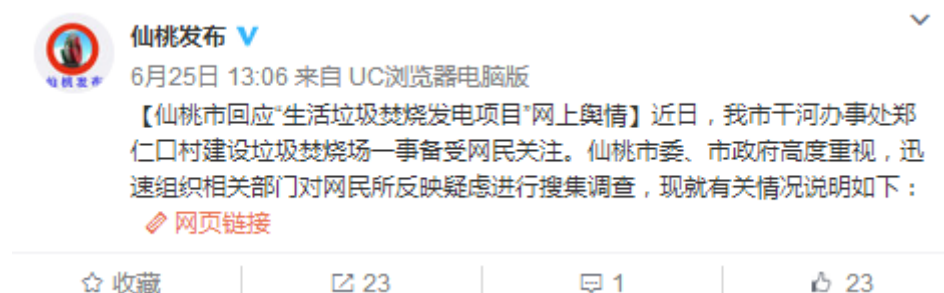 仙桃发布
仙桃发布
6月25日 13:06 来自 UC浏览器电脑版
【仙桃市回应“生活垃圾焚烧发电项目”网上舆情】近日，我市干河办事处郑
仁口村建设垃圾焚烧场一事备受网民关注。仙桃市委、市政府高度重视，迅
速组织相关部门对网民所反映疑虑进行搜集调查，现就有关情况说明如下：
网页链接
收藏 23 1 23